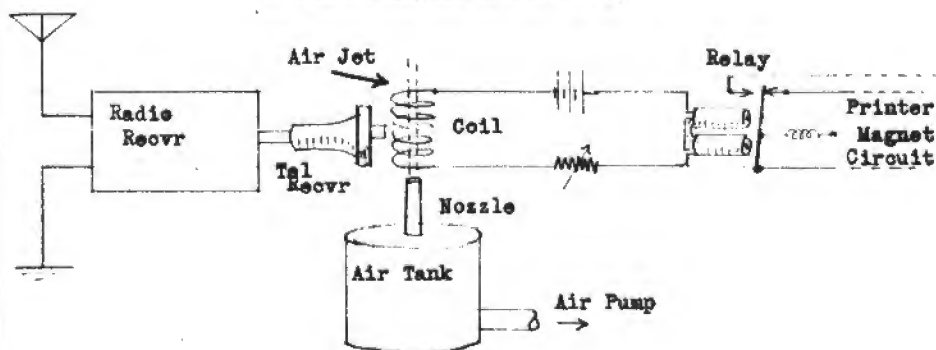 Air Jet
Relay
Radio
Recvr
Coil
Printer
Magnet
Circuit
Tel
Recvr
Nozzle
Air Tank
Air Pump